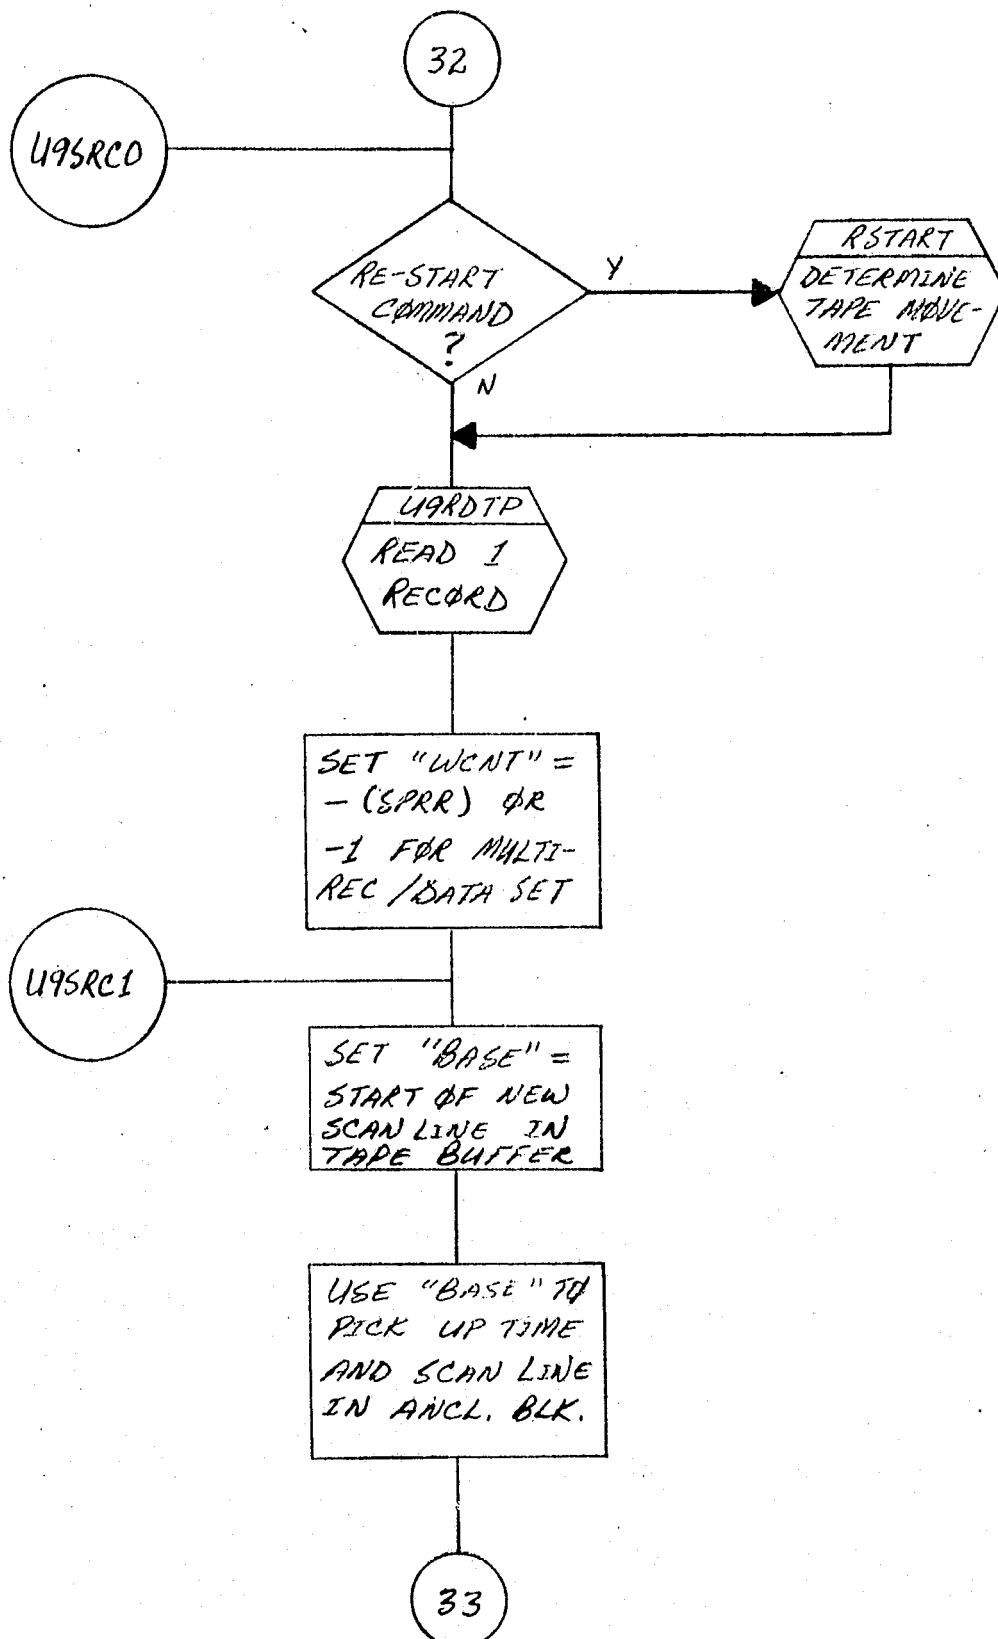 32
U9SRC0
RE-START
COMMAND
?
Y
N
RSTART
DETERMINE
TAPE MOVE-
MENT
U9RDTP
READ 1
RECORD
SET "WCNT" =
- (SPRR) OR
-1 FOR MULTI-
REC / DATA SET
U9SRC1
SET "BASE" =
START OF NEW
SCAN LINE IN
TAPE BUFFER
USE "BASE" TO
PICK UP TIME
AND SCAN LINE
IN ANCL. BLK.
33